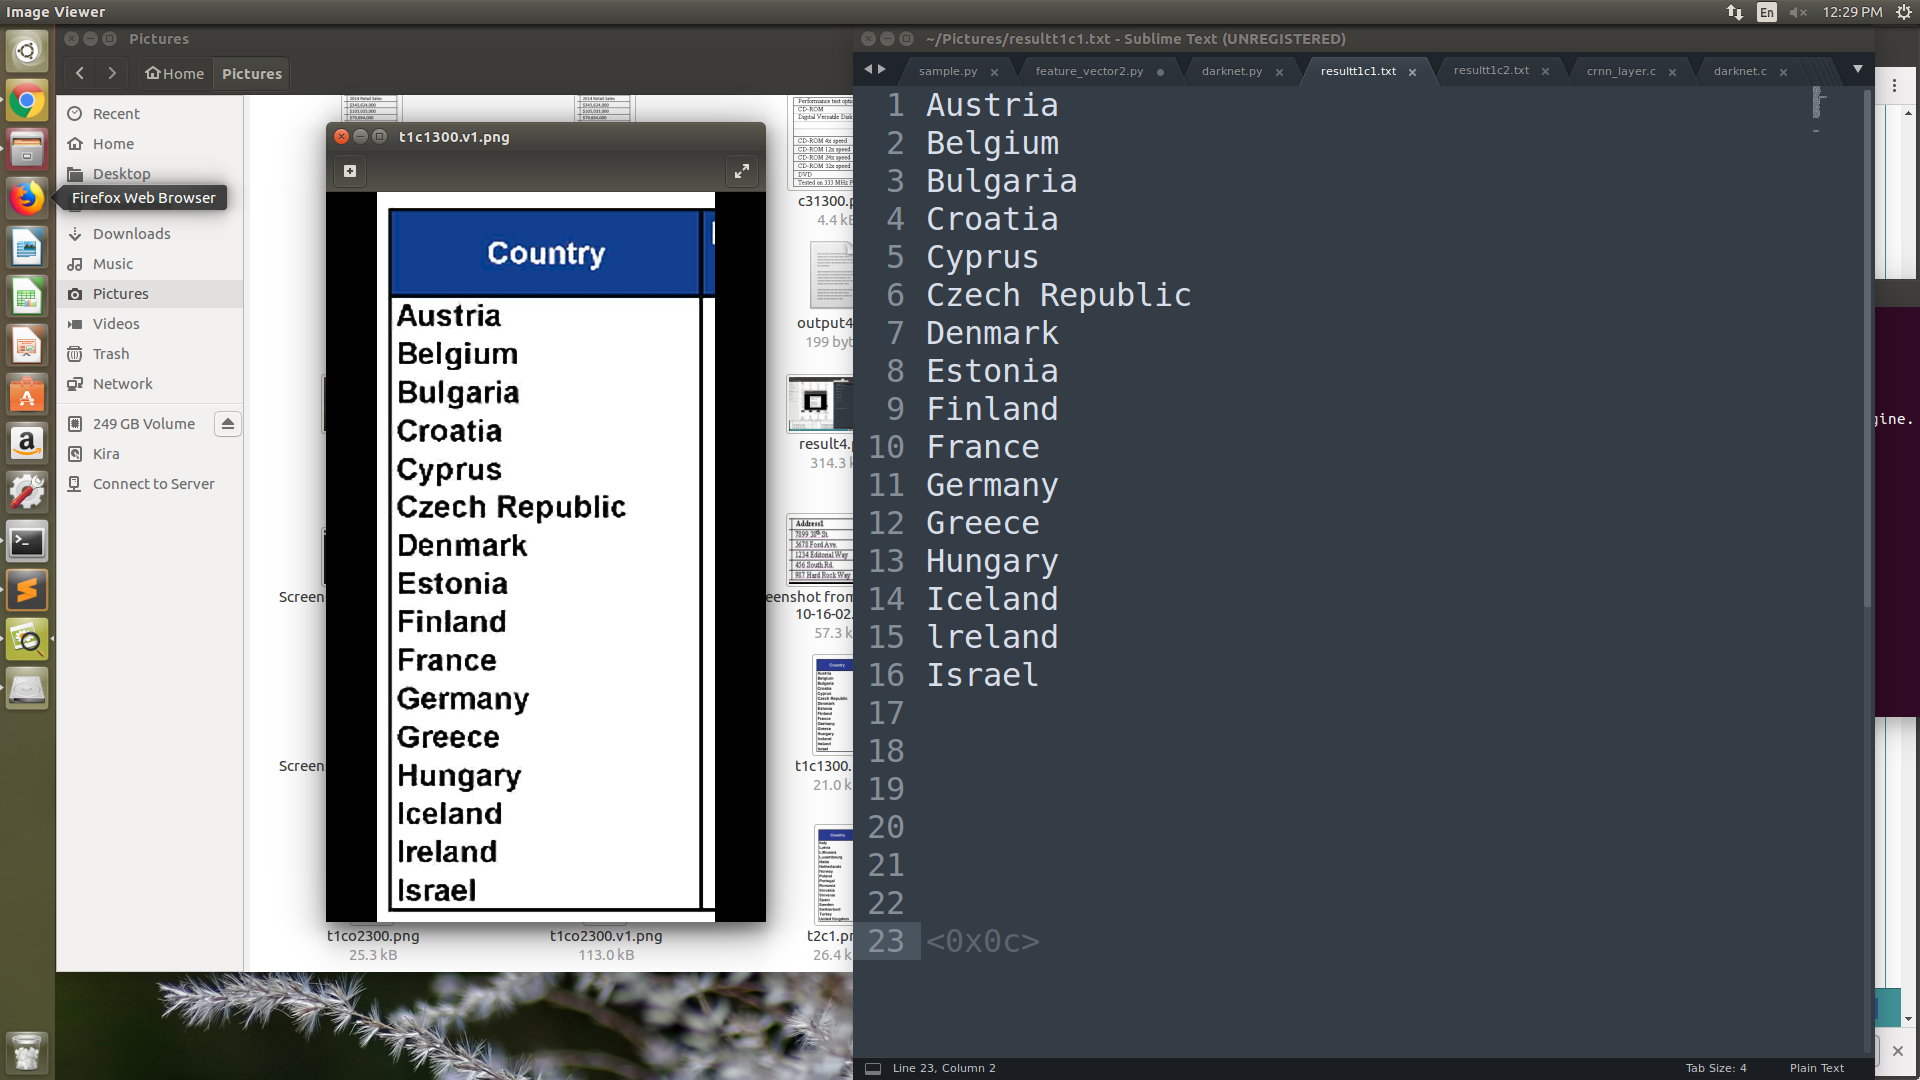 Image Viewer
En
12:29 PM
Pictures
Home
Pictures
Recent
Home
Desktop
Firefox Web Browser
Downloads
Music
Pictures
Videos
Trash
Network
249 GB Volume
Kira
Connect to Server
c31300.p
4.4 kB
output4
199 byt
result4.p
314.3 k
Screen
eenshot from
10-16-02.
57.3 k
Screen
t1c1300.
21.0 k
t1co2300.png
25.3 kB
t1co2300.v1.png
113.0 kB
t2c1.pn
26.4 k
t1c1300.v1.png
Country
Austria
Belgium
Bulgaria
Croatia
Cyprus
Czech Republic
Denmark
Estonia
Finland
France
Germany
Greece
Hungary
Iceland
Ireland
Israel
~/Pictures/resultt1c1.txt - Sublime Text (UNREGISTERED)
sample.py
feature_vector2.py
darknet.py
resultt1c1.txt
resultt1c2.txt
crnn_layer.c
darknet.c
1 Austria
2 Belgium
3 Bulgaria
4 Croatia
5 Cyprus
6 Czech Republic
7 Denmark
8 Estonia
9 Finland
10 France
11 Germany
12 Greece
13 Hungary
14 Iceland
15 lreland
16 Israel
17
18
19
20
21
22
23 <0x0c>
Line 23, Column 2
Tab Size: 4
Plain Text
gine.